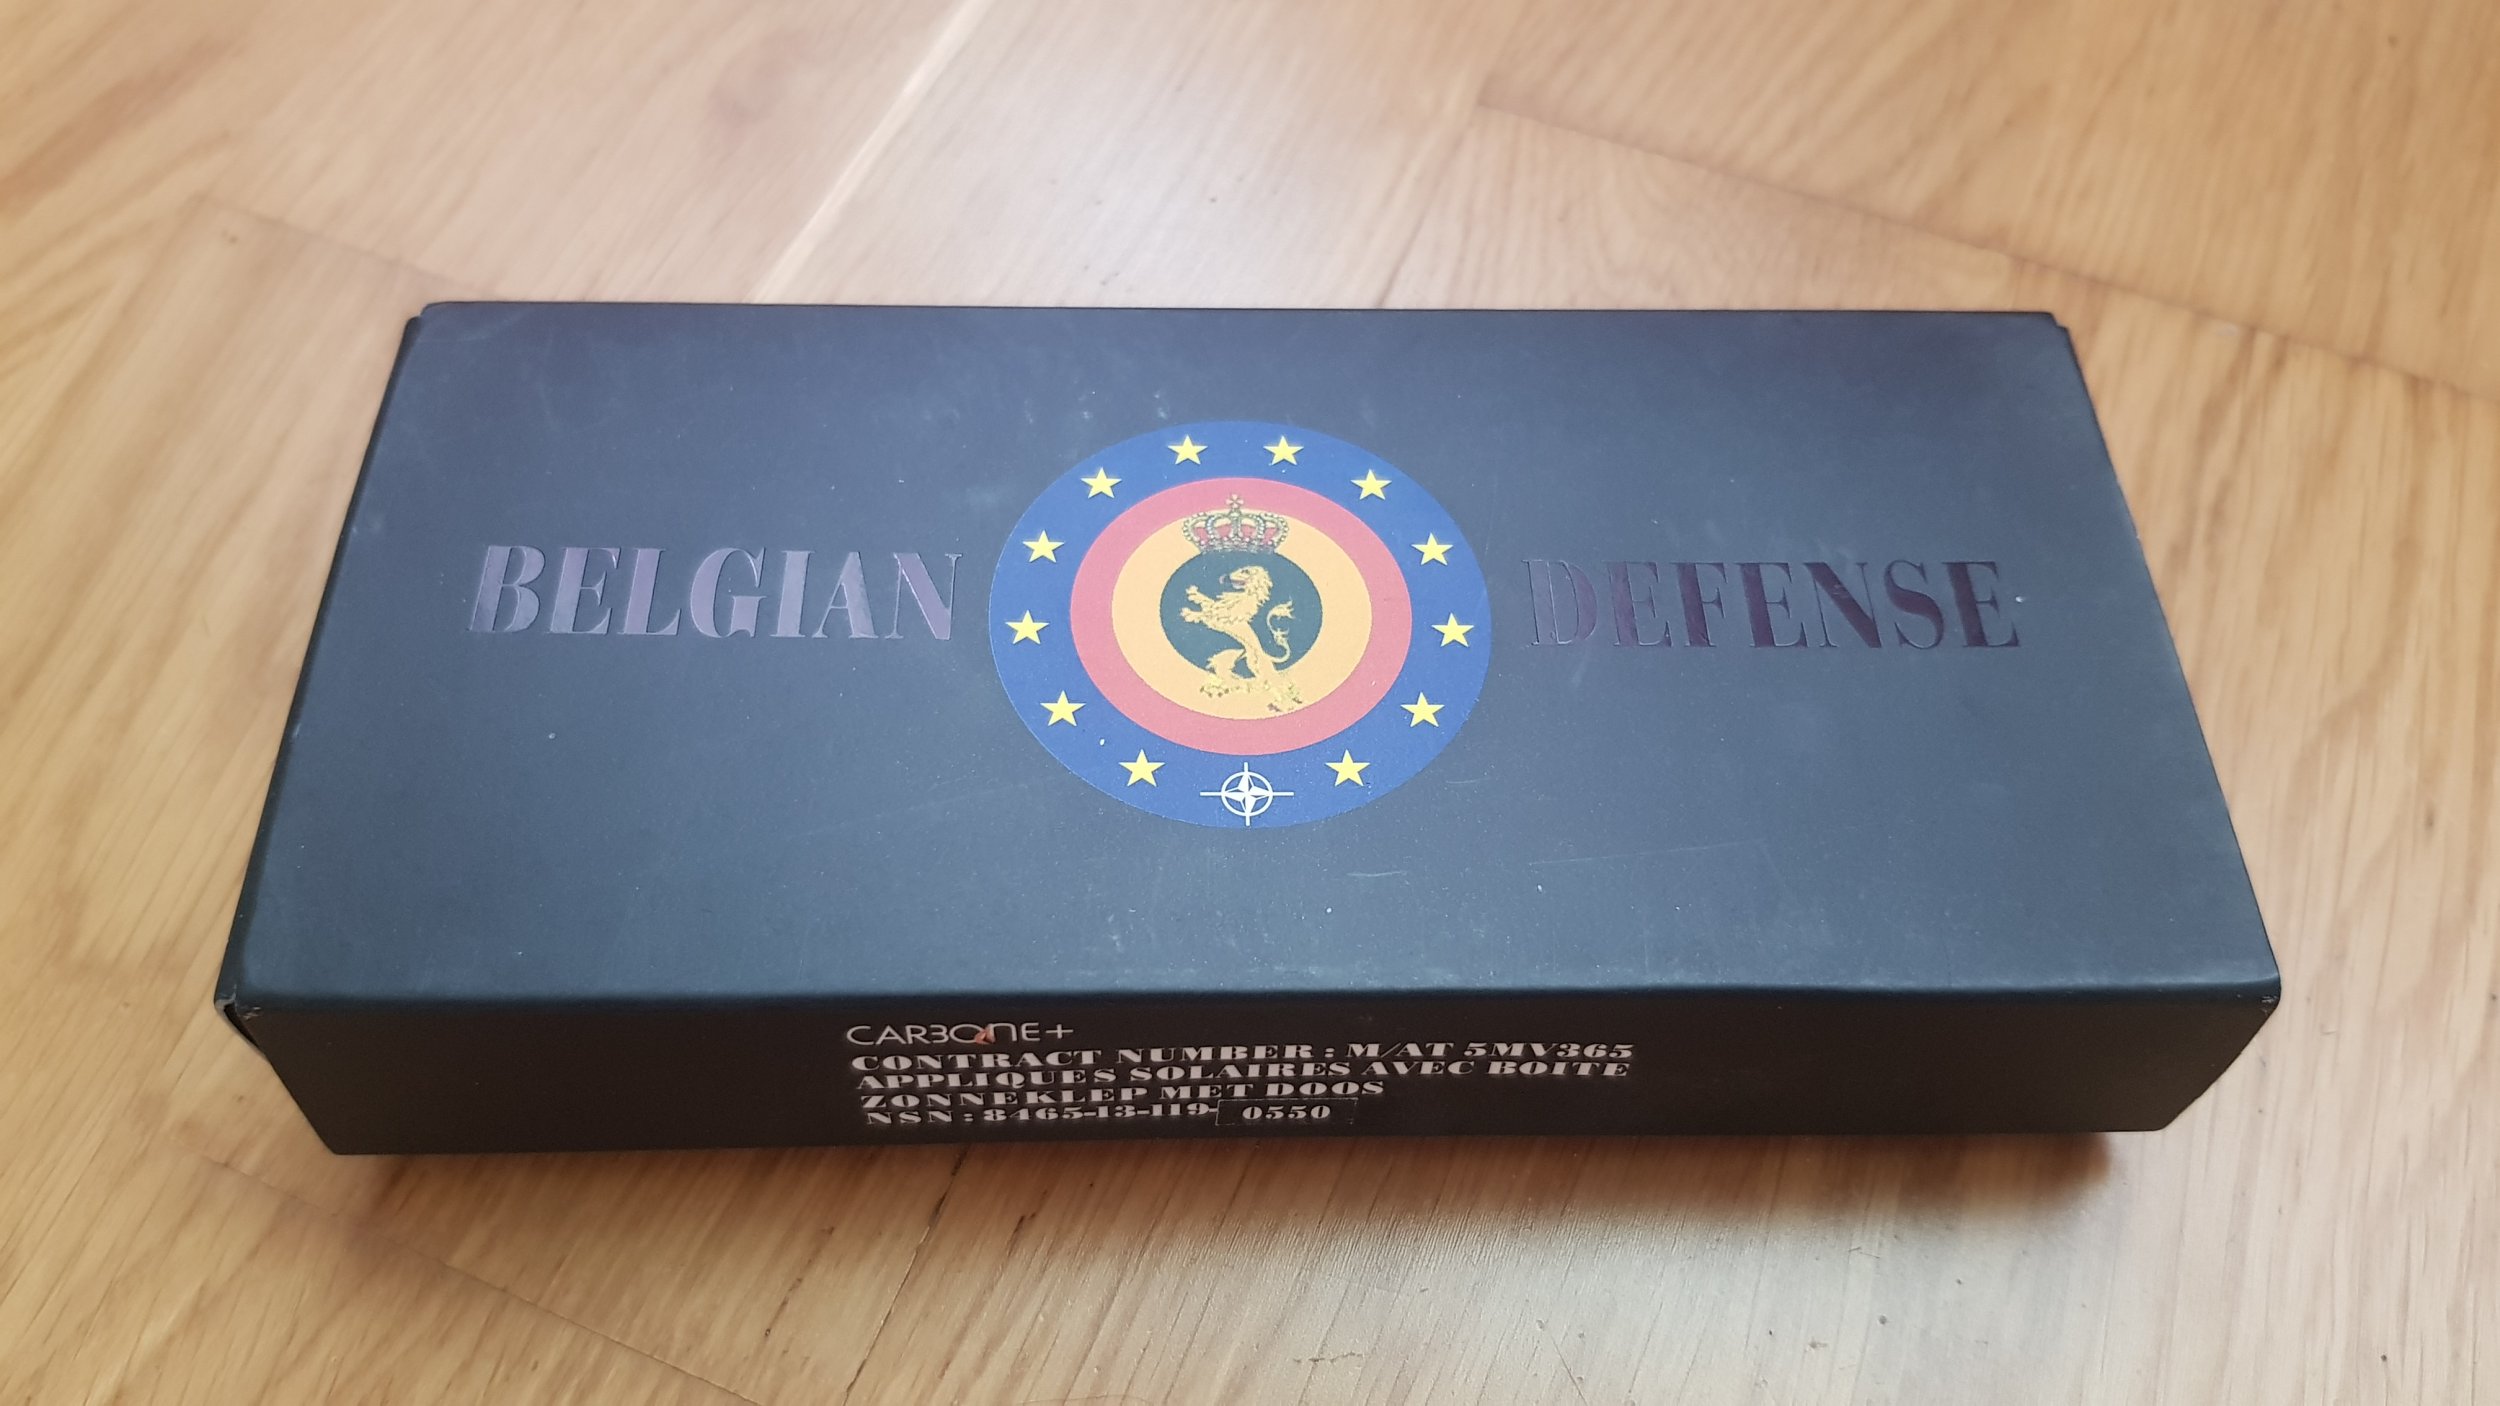 BELGIAN DEFENSE
CARBONE+
CONTRACT NUMBER : M/AT 5MV365
APPLIQUES SOLAIRES AVEC BOITE
ZONNEKLEP MET DOOS
NSN : 8465-13-119- 0550